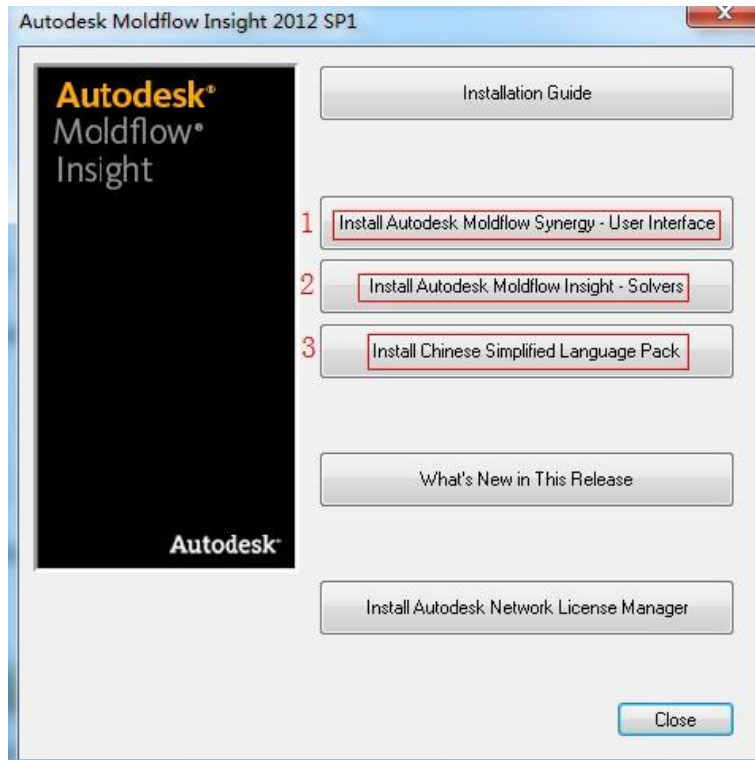 Autodesk Moldflow Insight 2012 SP1
Autodesk®
Moldflow®
Insight
Installation Guide
1 Install Autodesk Moldflow Synergy - User Interface
2 Install Autodesk Moldflow Insight - Solvers
3 Install Chinese Simplified Language Pack
What's New in This Release
Autodesk
Install Autodesk Network License Manager
Close